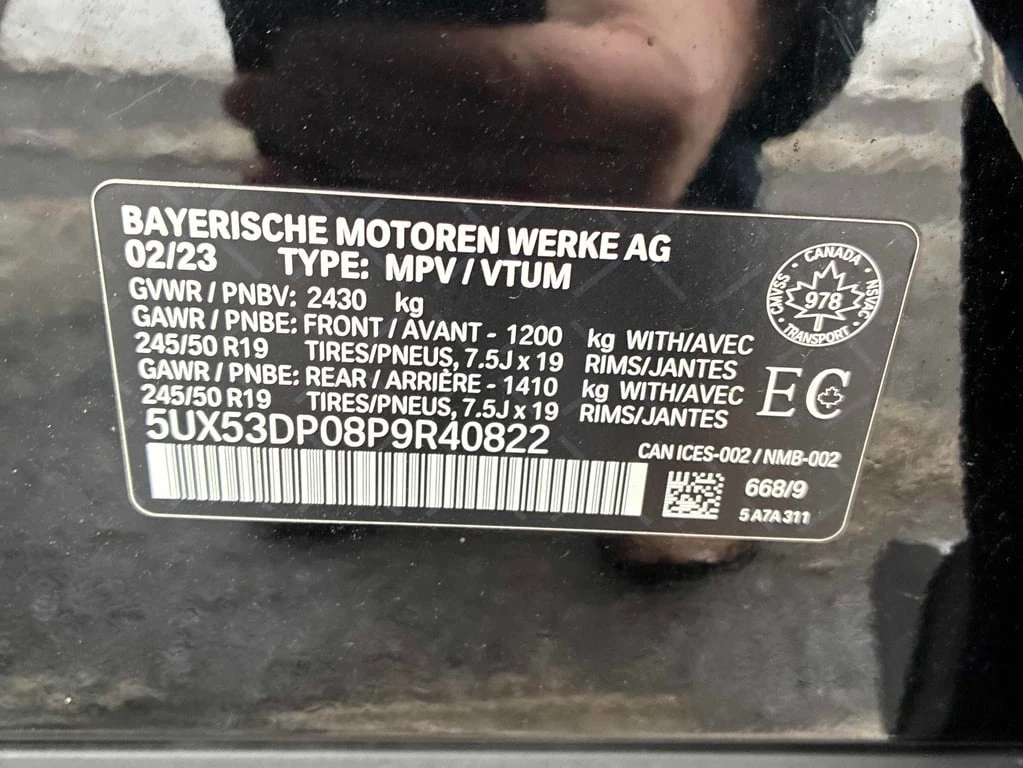 BAYERISCHE MOTOREN WERKE AG
02/23 TYPE: MPV / VTUM
GVWR / PNBV: 2430 kg
GAWR / PNBE: FRONT / AVANT - 1200 kg WITH/AVEC
245/50 R19 TIRES/PNEUS, 7.5J x 19 RIMS/JANTES
GAWR / PNBE: REAR / ARRIÈRE - 1410 kg WITH/AVEC
245/50 R19 TIRES/PNEUS, 7.5J x 19 RIMS/JANTES
5UX53DP08P9R40822
CANADA
CMVSS · NSVAC
978
TRANSPORT
EC
CAN ICES-002 / NMB-002
668/9
5A7A311